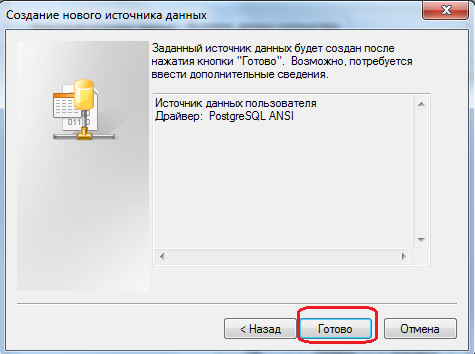 Создание нового источника данных
Заданный источник данных будет создан после
нажатия кнопки "Готово". Возможно, потребуется
ввести дополнительные сведения.
Источник данных пользователя
Драйвер: PostgreSQL ANSI
< Назад
Готово
Отмена